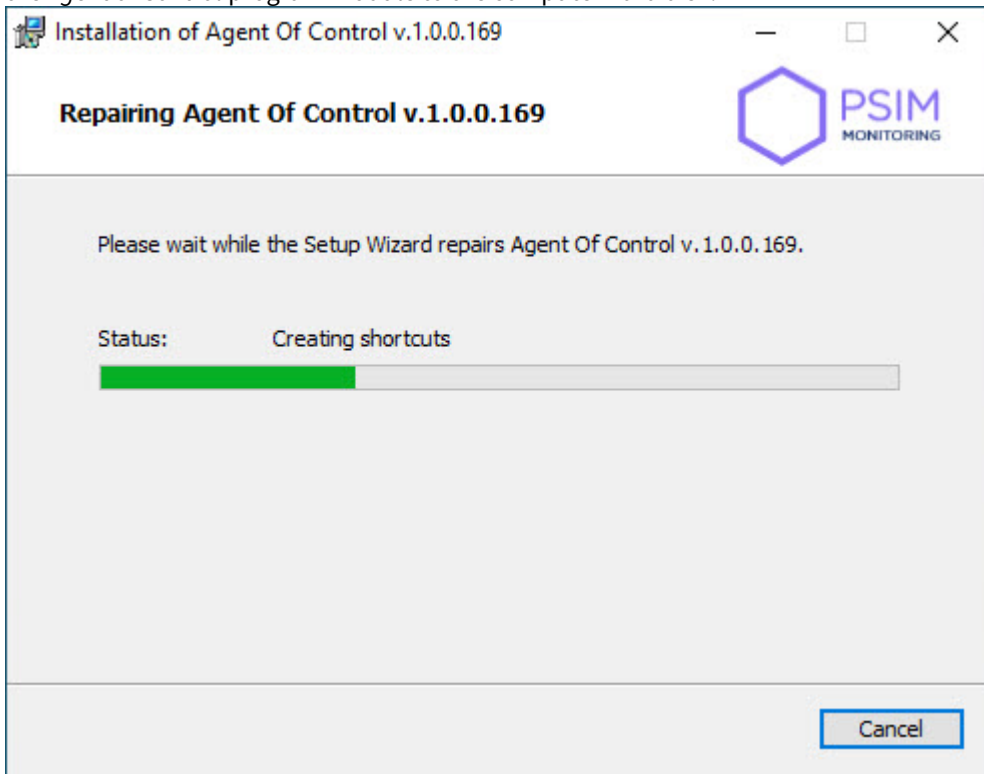 Installation of Agent Of Control v.1.0.0.169
Repairing Agent Of Control v.1.0.0.169
PSIM
MONITORING
Please wait while the Setup Wizard repairs Agent Of Control v.1.0.0.169.
Status: Creating shortcuts
Cancel